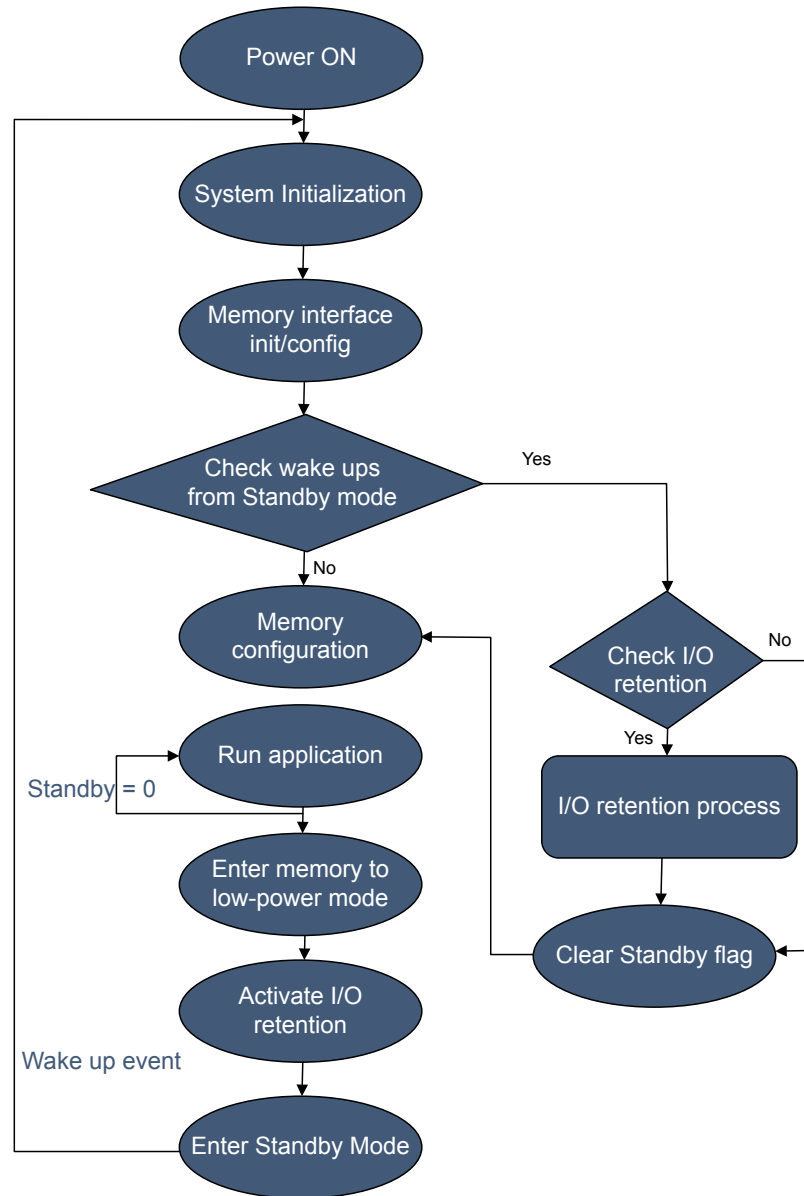 Power ON
System Initialization
Memory interface
init/config
Check wake ups
from Standby mode
Yes
No
Memory
configuration
Check I/O
retention
No
Yes
Run application
Standby = 0
I/O retention process
Enter memory to
low-power mode
Clear Standby flag
Activate I/O
retention
Wake up event
Enter Standby Mode